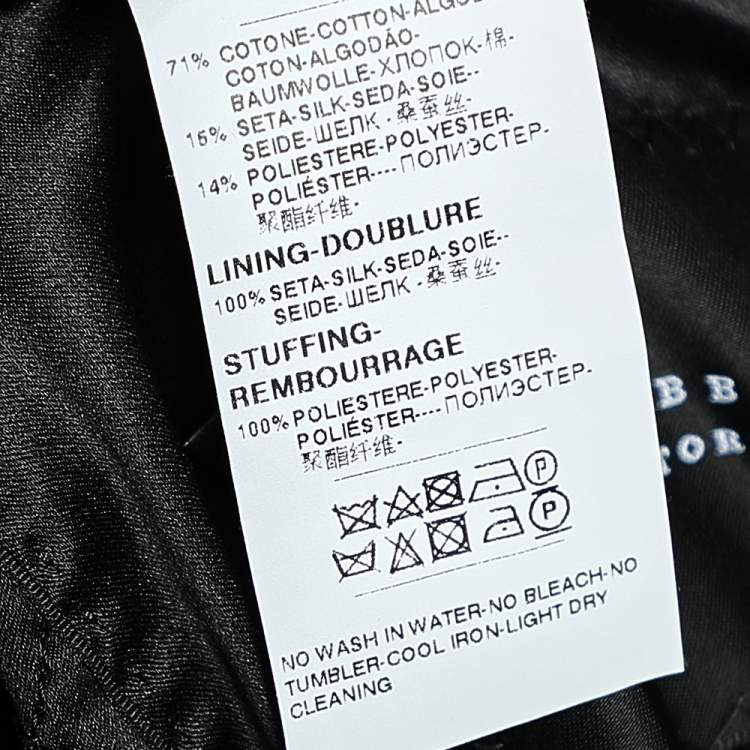 71% COTONE-COTTON-ALGOD
COTON-ALGODÃO-
BAUMWOLLE-ХЛОПОК-棉-
15% SETA-SILK-SEDA-SOIE--
SEIDE-ШЕЛК -桑蚕丝-
14% POLIESTERE-POLYESTER-
POLIÉSTER----ПОЛИЭСТЕР-
聚酯纤维-
LINING-DOUBLURE
100% SETA-SILK-SEDA-SOIE--
SEIDE-ШЕЛК -桑蚕丝-
STUFFING-
REMBOURRAGE
100% POLIESTERE-POLYESTER-
POLIÉSTER----ПОЛИЭСТЕР-
聚酯纤维-
P
P
NO WASH IN WATER-NO BLEACH-NO
TUMBLER-COOL IRON-LIGHT DRY
CLEANING
BB
TOR